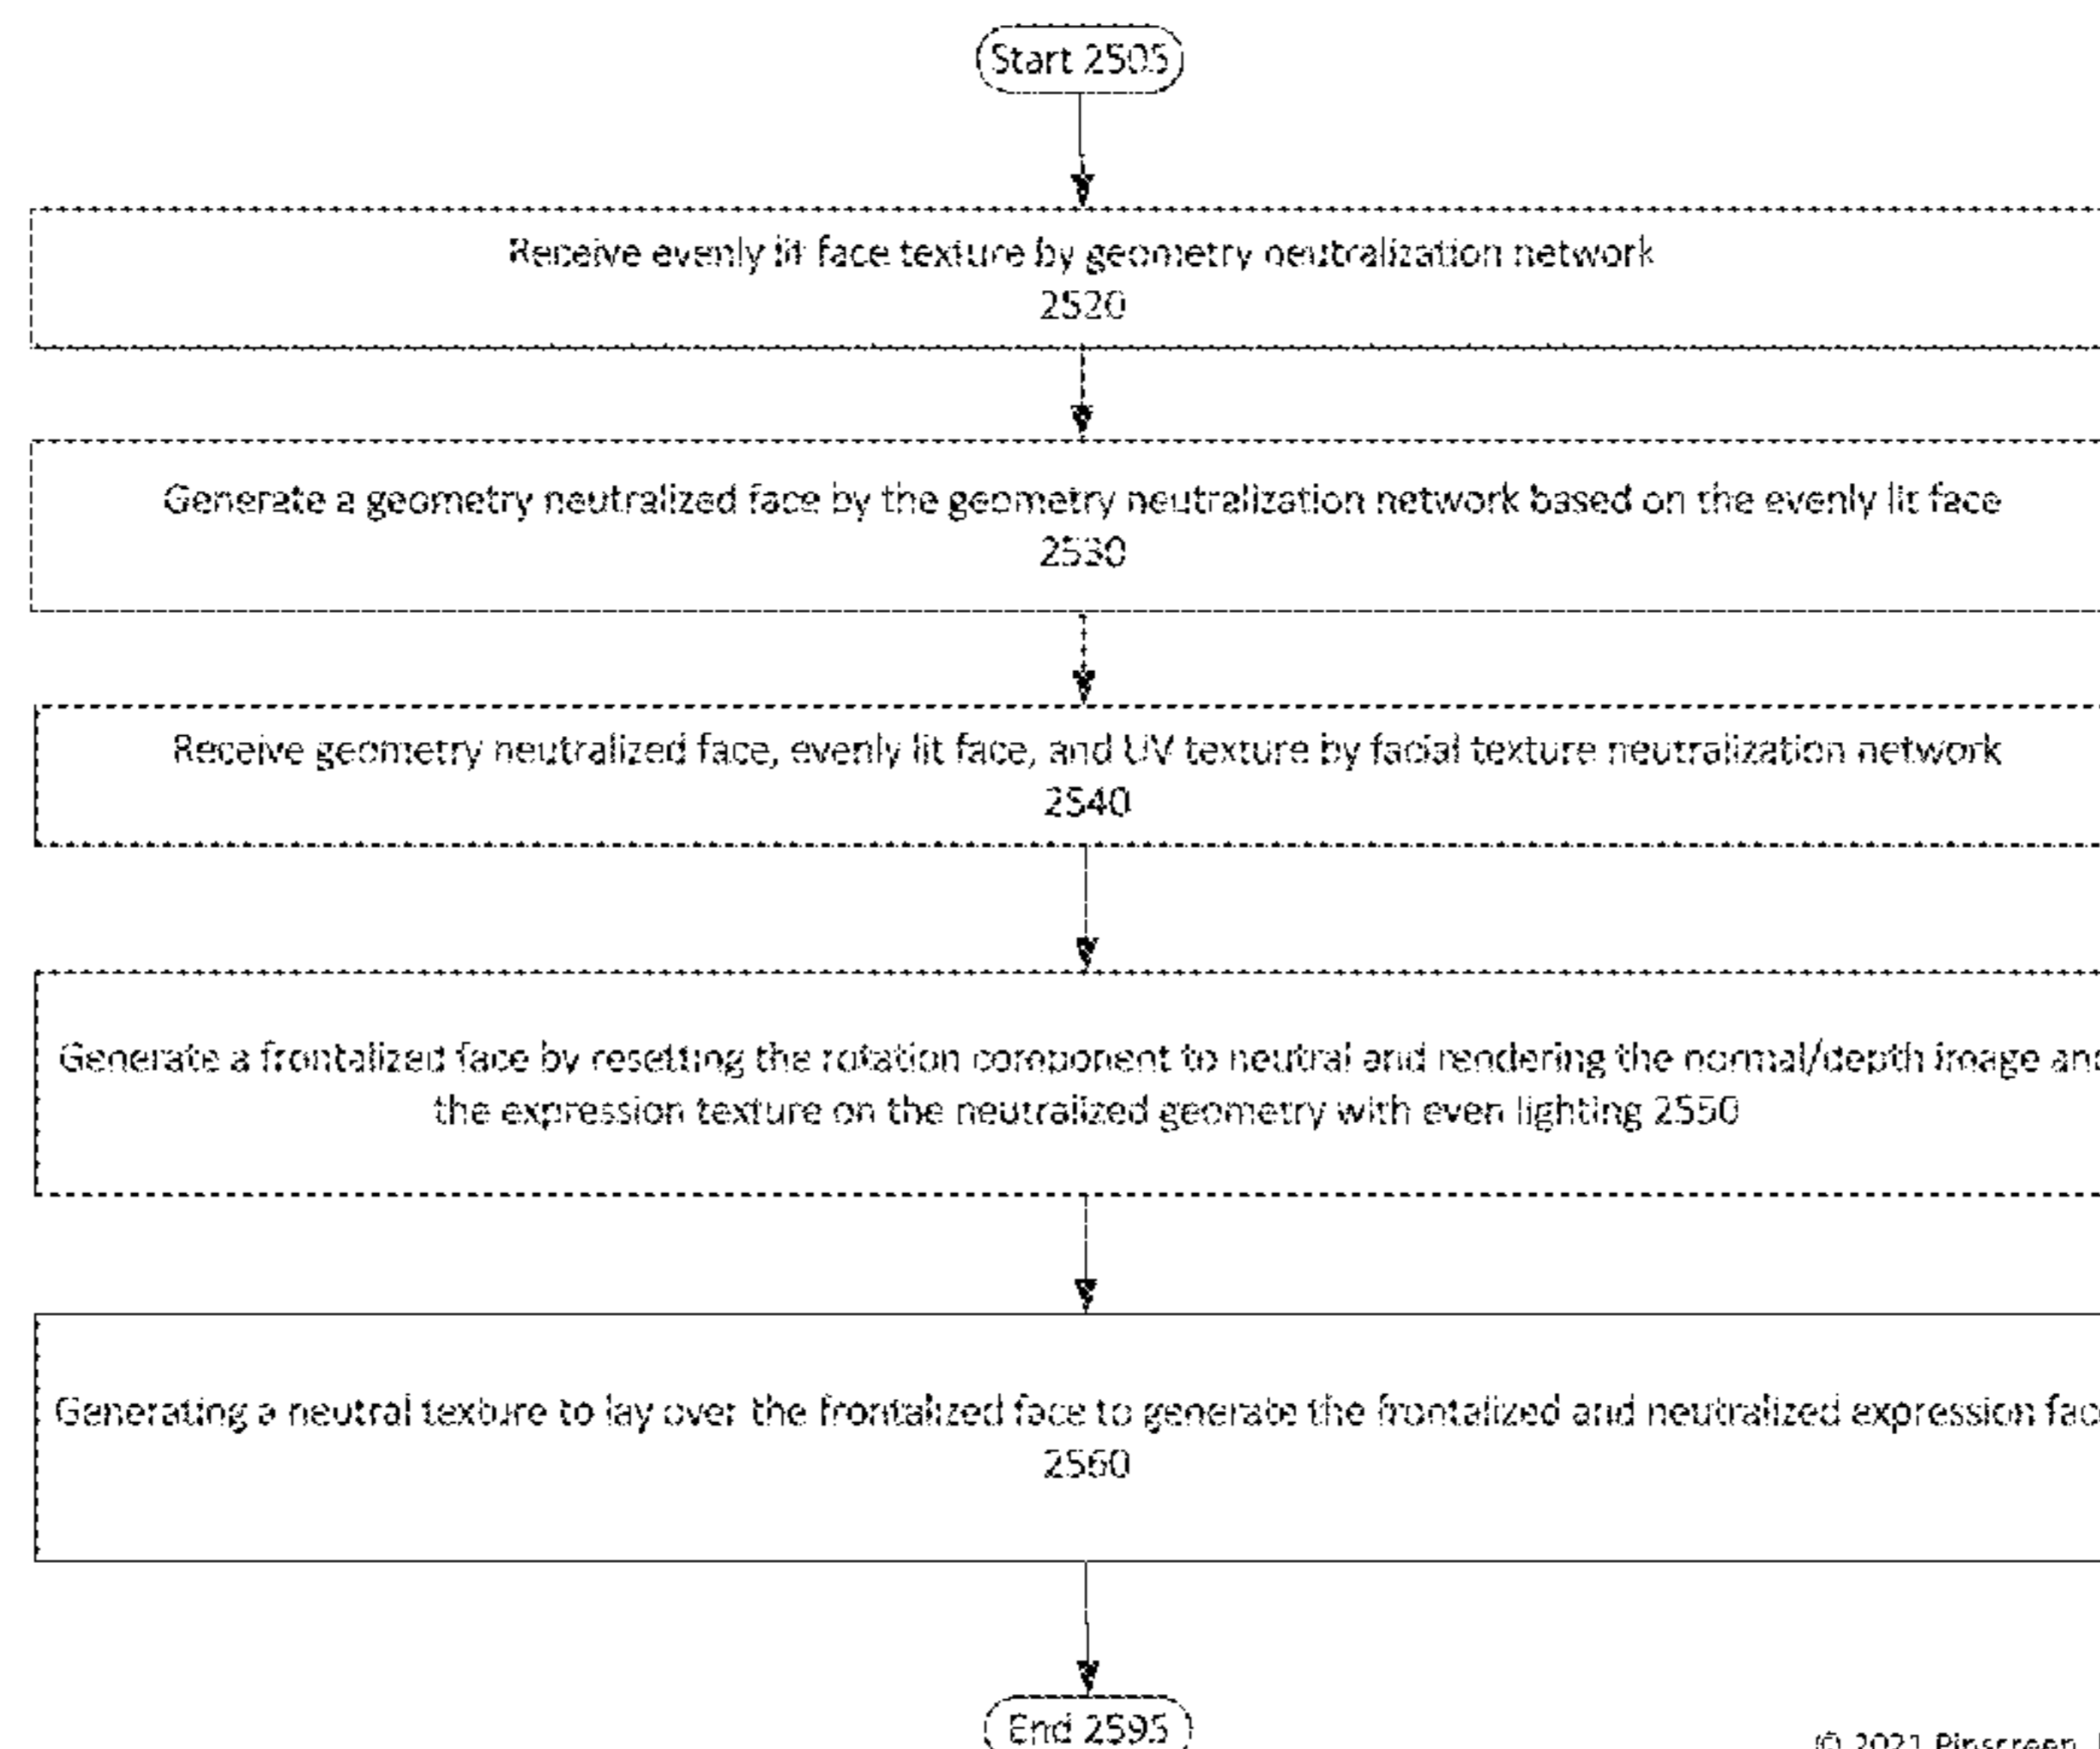 Start 2505
Receive evenly lit face texture by geometry neutralization network
2520
Generate a geometry neutralized face by the geometry neutralization network based on the evenly lit face
2530
Receive geometry neutralized face, evenly lit face, and UV texture by facial texture neutralization network
2540
Generate a frontalized face by resetting the rotation component to neutral and rendering the normal/depth image and
the expression texture on the neutralized geometry with even lighting 2550
Generating a neutral texture to lay over the frontalized face to generate the frontalized and neutralized expression fac
2560
End 2595
© 2021 Pinscreen,